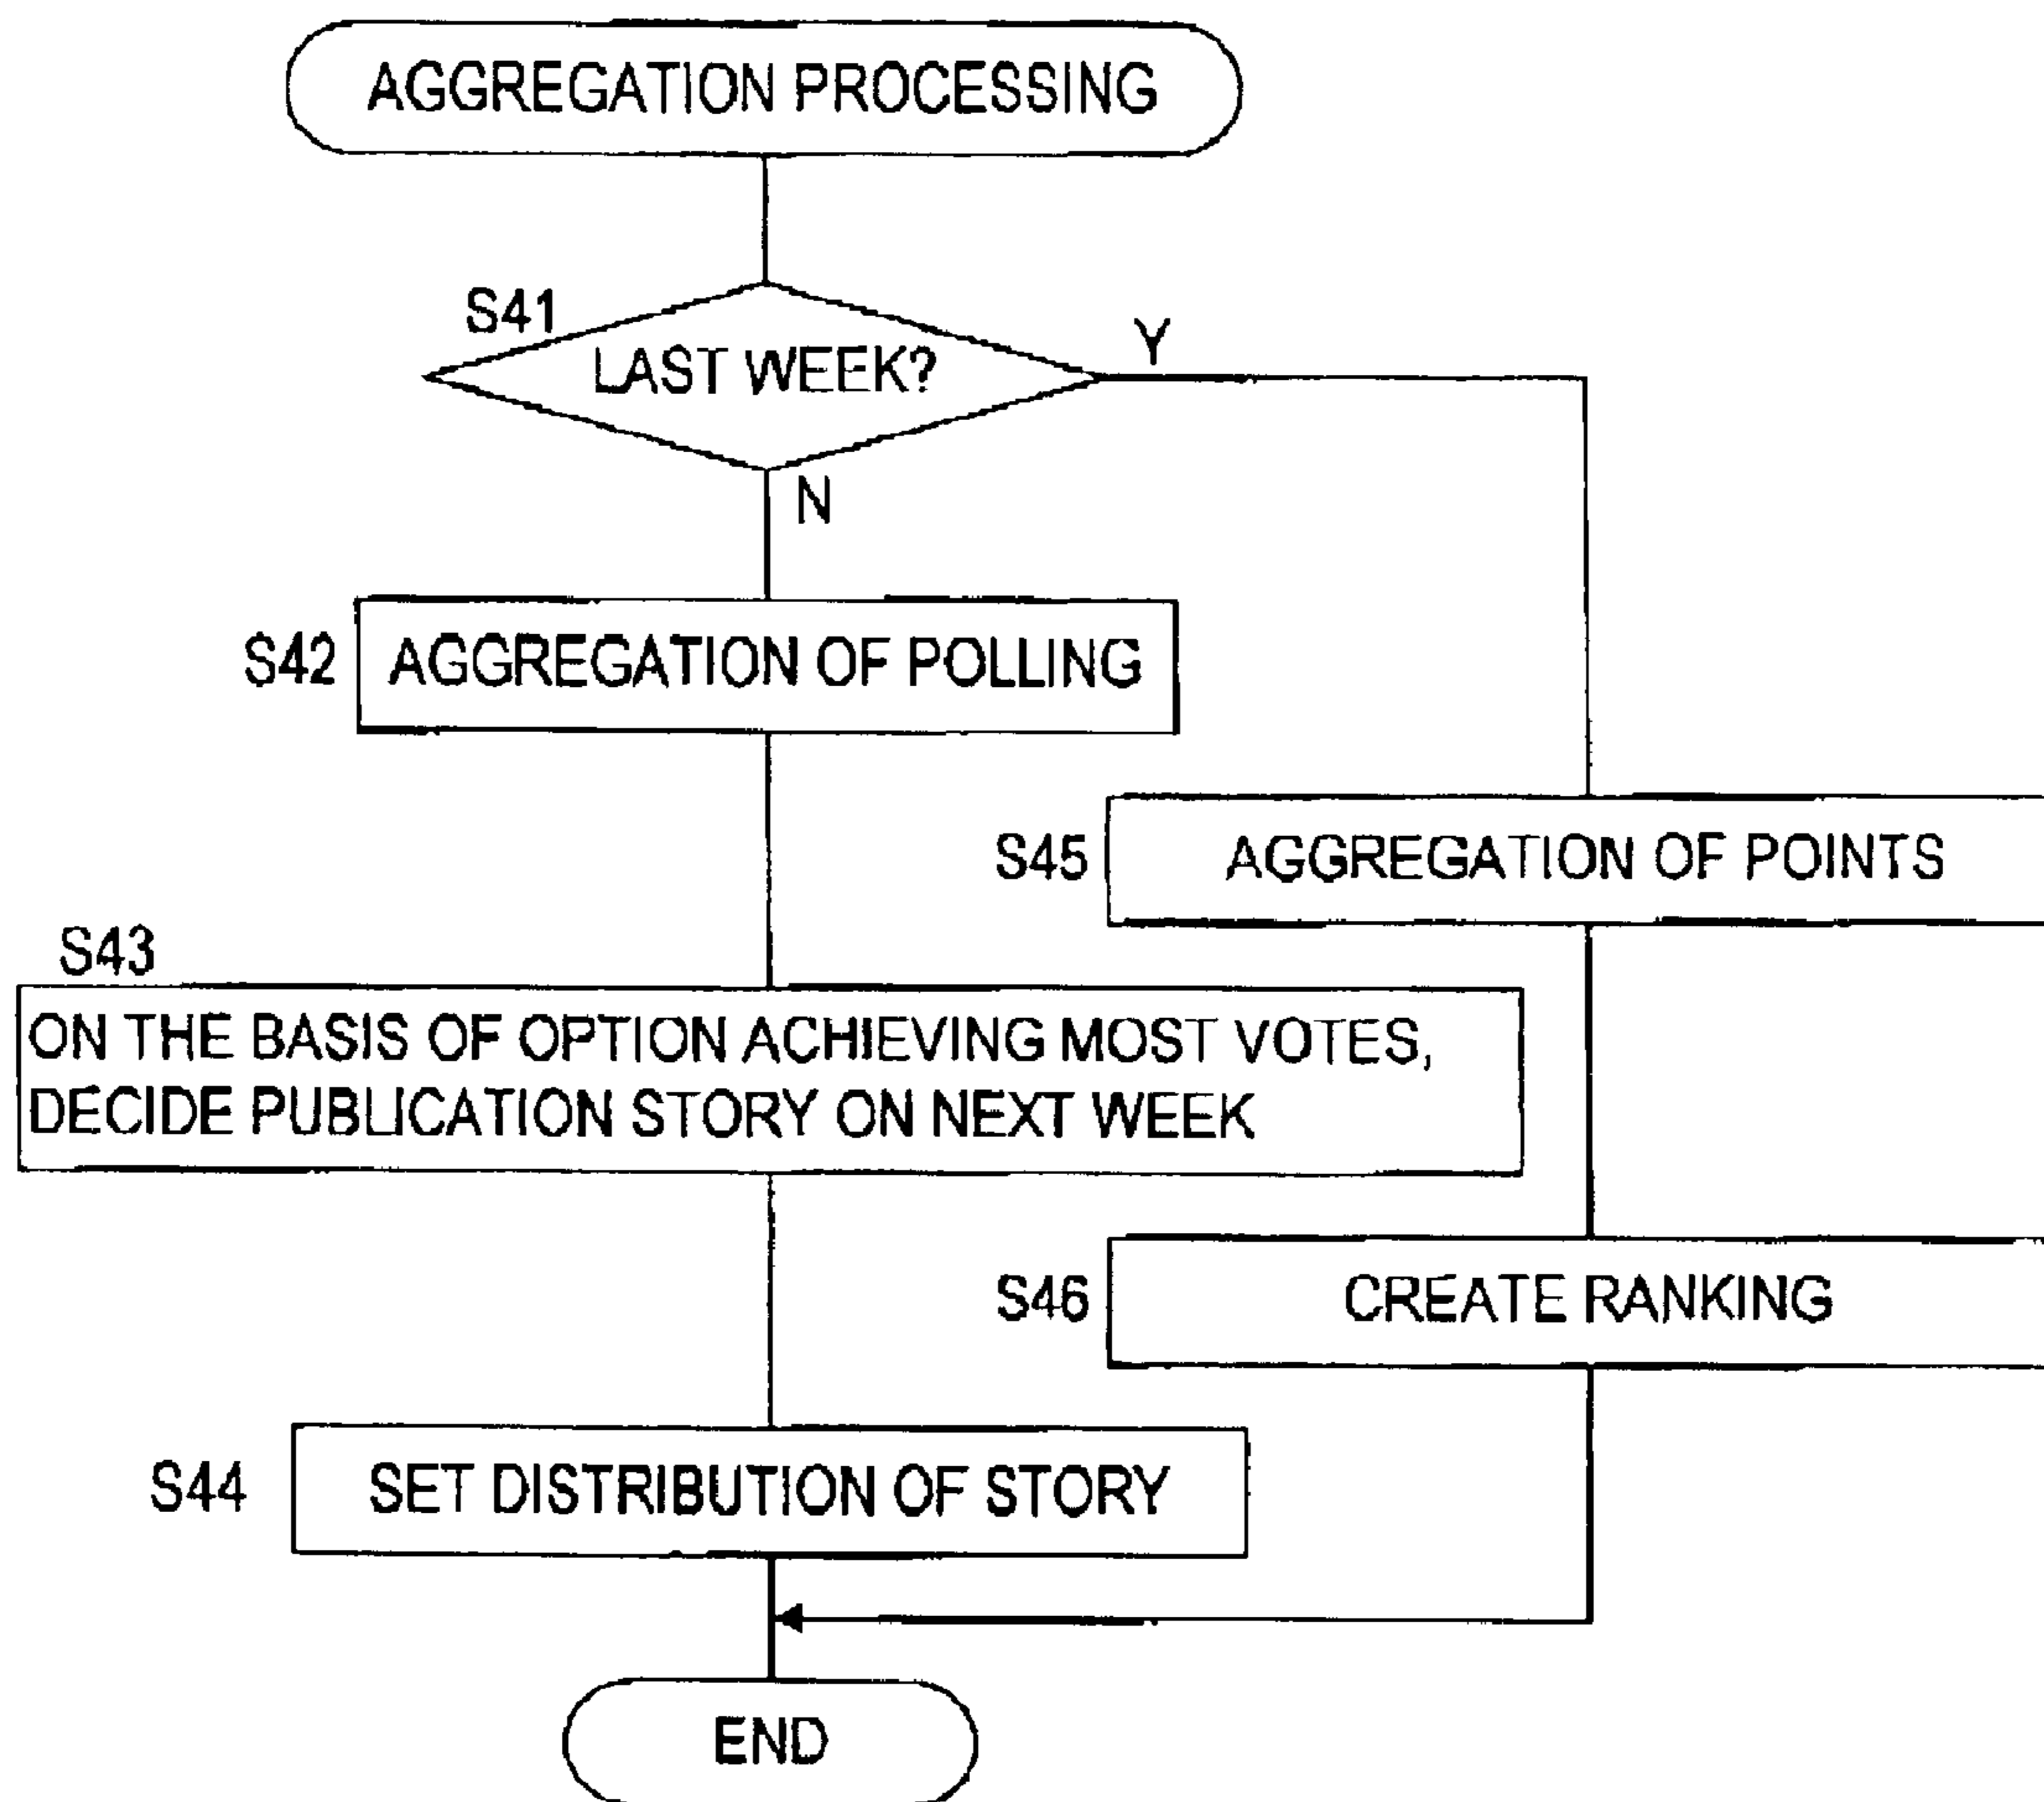 AGGREGATION PROCESSING
S41
LAST WEEK?
Y
N
S42
AGGREGATION OF POLLING
S45
AGGREGATION OF POINTS
S43
ON THE BASIS OF OPTION ACHIEVING MOST VOTES,
DECIDE PUBLICATION STORY ON NEXT WEEK
S46
CREATE RANKING
S44
SET DISTRIBUTION OF STORY
END